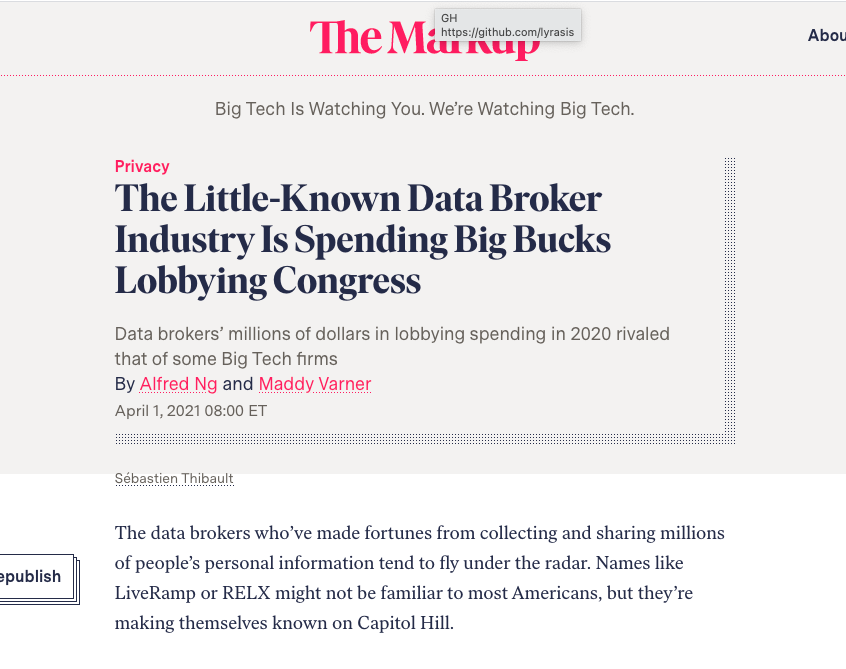 GH
https://github.com/lyrasis
The Markup
Abou
Big Tech Is Watching You. We're Watching Big Tech.
Privacy
The Little-Known Data Broker
Industry Is Spending Big Bucks
Lobbying Congress
Data brokers' millions of dollars in lobbying spending in 2020 rivaled
that of some Big Tech firms
By Alfred Ng and Maddy Varner
April 1, 2021 08:00 ET
Sébastien Thibault
The data brokers who've made fortunes from collecting and sharing millions
of people's personal information tend to fly under the radar. Names like
LiveRamp or RELX might not be familiar to most Americans, but they're
making themselves known on Capitol Hill.
epublish